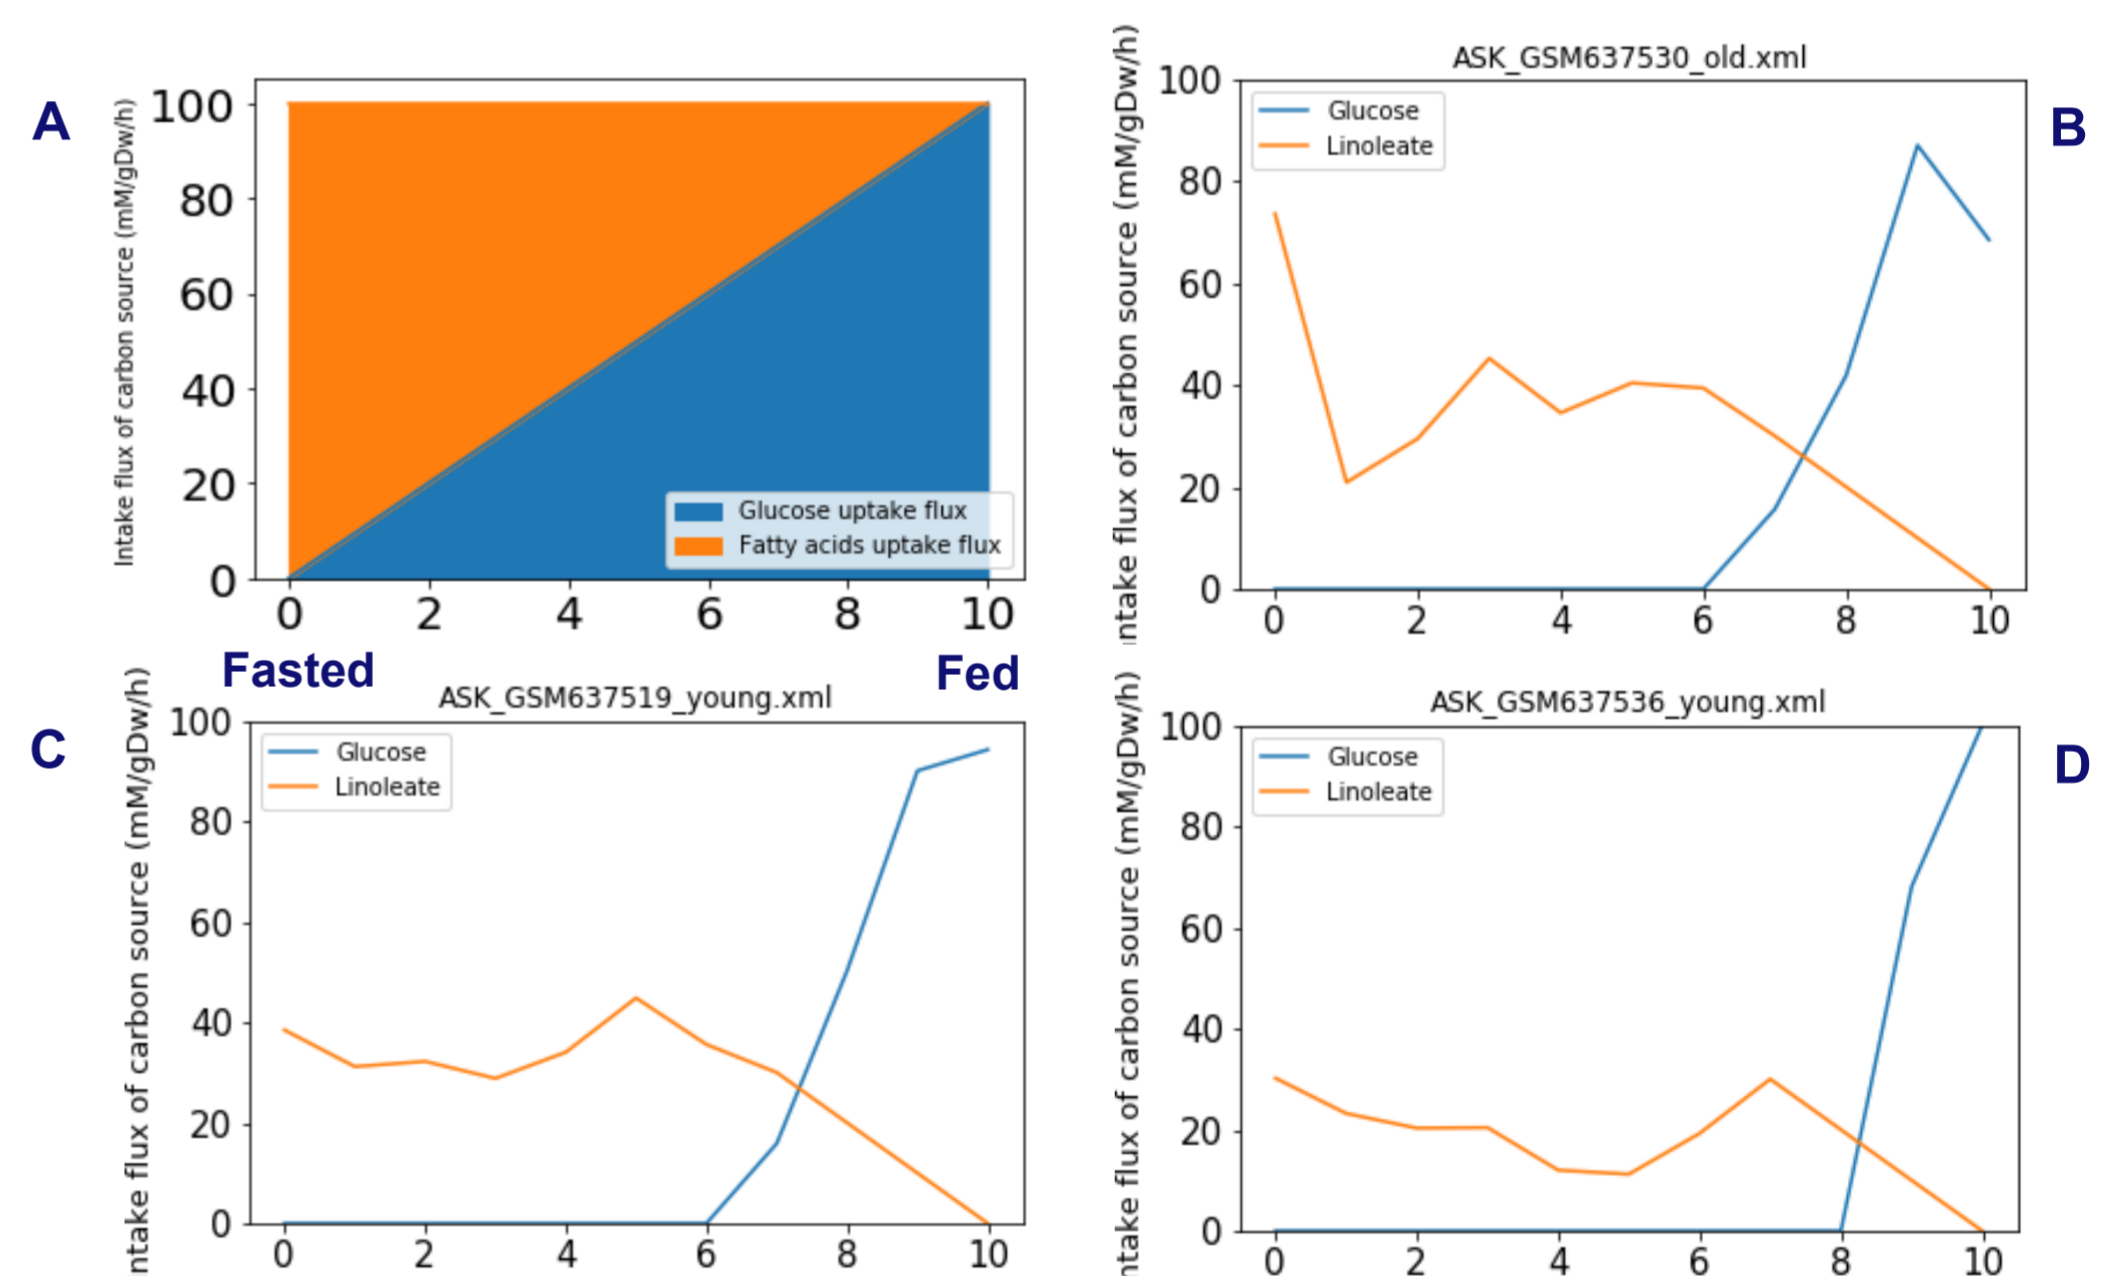 A
Intake flux of carbon source (mM/gDw/h)
100
80
60
40
20
0
0 2 4 6 8 10
Glucose uptake flux
Fatty acids uptake flux
Fasted Fed
ASK_GSM637530_old.xml
B
ntake flux of carbon source (mM/gDw/h)
100
80
60
40
20
0
0 2 4 6 8 10
Glucose
Linoleate
ASK_GSM637519_young.xml
C
ntake flux of carbon source (mM/gDw/h)
100
80
60
40
20
0
0 2 4 6 8 10
Glucose
Linoleate
ASK_GSM637536_young.xml
D
ntake flux of carbon source (mM/gDw/h)
100
80
60
40
20
0
0 2 4 6 8 10
Glucose
Linoleate